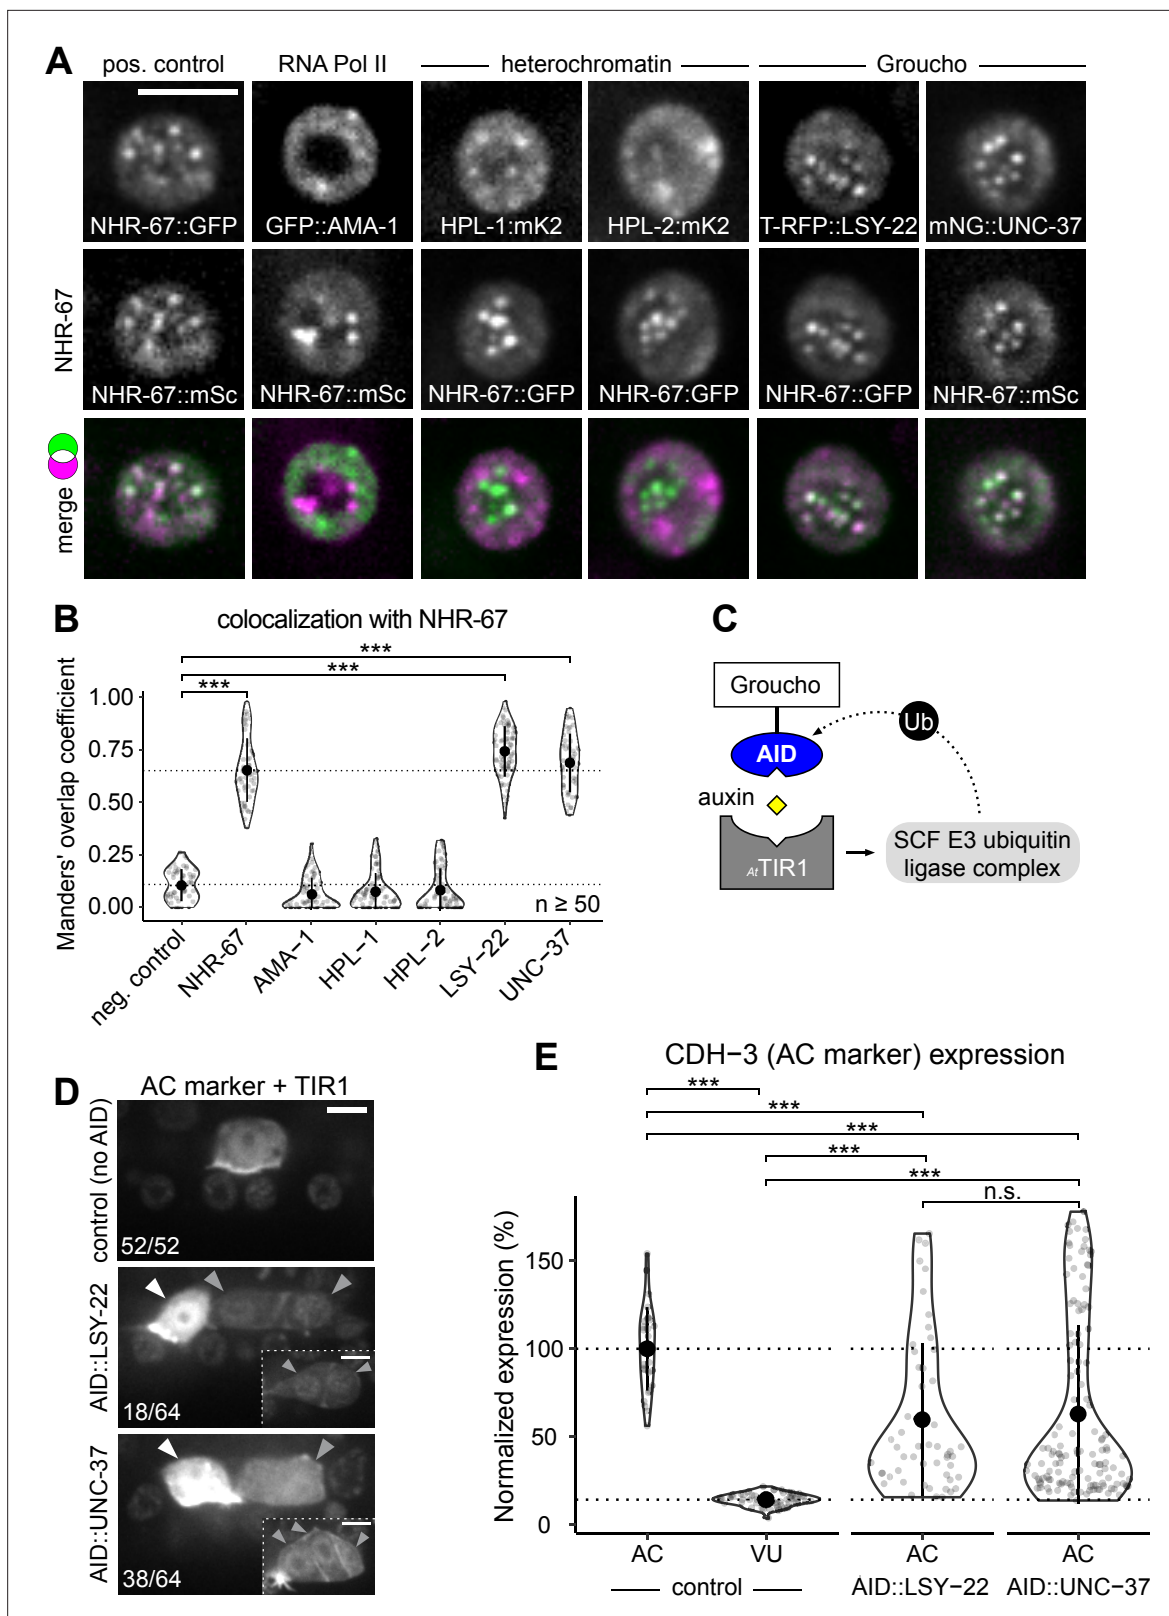 A
pos. control
RNA Pol II
heterochromatin
Groucho
NHR-67::GFP
GFP::AMA-1
HPL-1:mK2
HPL-2:mK2
T-RFP::LSY-22
mNG::UNC-37
NHR-67
NHR-67::mSc
NHR-67::mSc
NHR-67::GFP
NHR-67:GFP
NHR-67::GFP
NHR-67::mSc
merge
B
colocalization with NHR-67
***
***
***
Manders' overlap coefficient
1.00
0.75
0.50
0.25
0.00
n ≥ 50
neg. control
NHR-67
AMA−1
HPL−1
HPL−2
LSY−22
UNC−37
C
Groucho
AID
Ub
auxin
AtTIR1
SCF E3 ubiquitin
ligase complex
D
AC marker + TIR1
control (no AID)
52/52
AID::LSY-22
18/64
AID::UNC-37
38/64
E
CDH−3 (AC marker) expression
***
***
***
***
***
n.s.
Normalized expression (%)
150
100
50
0
AC
VU
AC
AC
control
AID::LSY−22
AID::UNC−37